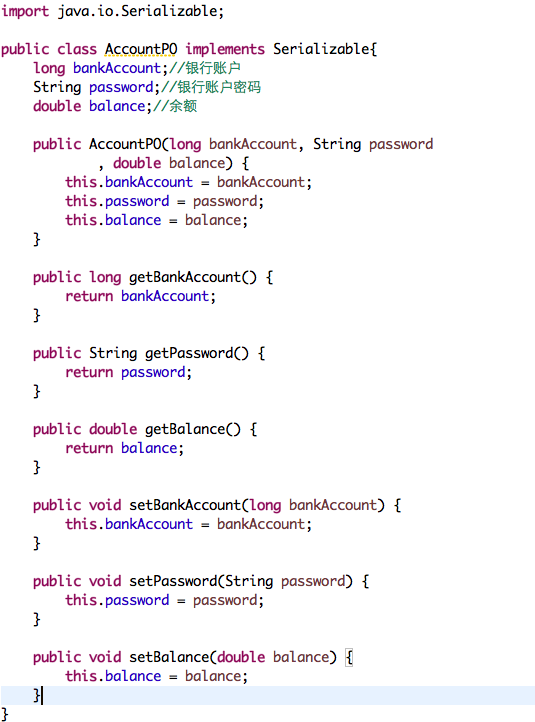 import java.io.Serializable;
public class AccountPO implements Serializable{
long bankAccount;//银行账户
String password;//银行账户密码
double balance;//余额
public AccountPO(long bankAccount, String password
, double balance) {
this.bankAccount = bankAccount;
this.password = password;
this.balance = balance;
}
public long getBankAccount() {
return bankAccount;
}
public String getPassword() {
return password;
}
public double getBalance() {
return balance;
}
public void setBankAccount(long bankAccount) {
this.bankAccount = bankAccount;
}
public void setPassword(String password) {
this.password = password;
}
public void setBalance(double balance) {
this.balance = balance;
}
}